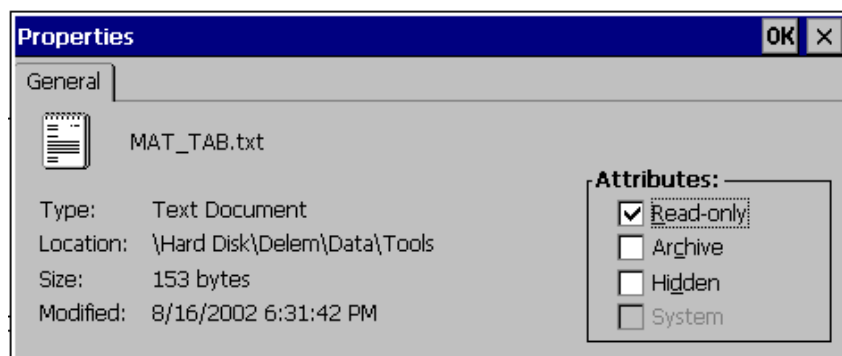 Properties OK ×
General
MAT_TAB.txt
Attributes:
Type: Text Document
Read-only
Location: \Hard Disk\Delem\Data\Tools
Archive
Size: 153 bytes
Hidden
Modified: 8/16/2002 6:31:42 PM
System